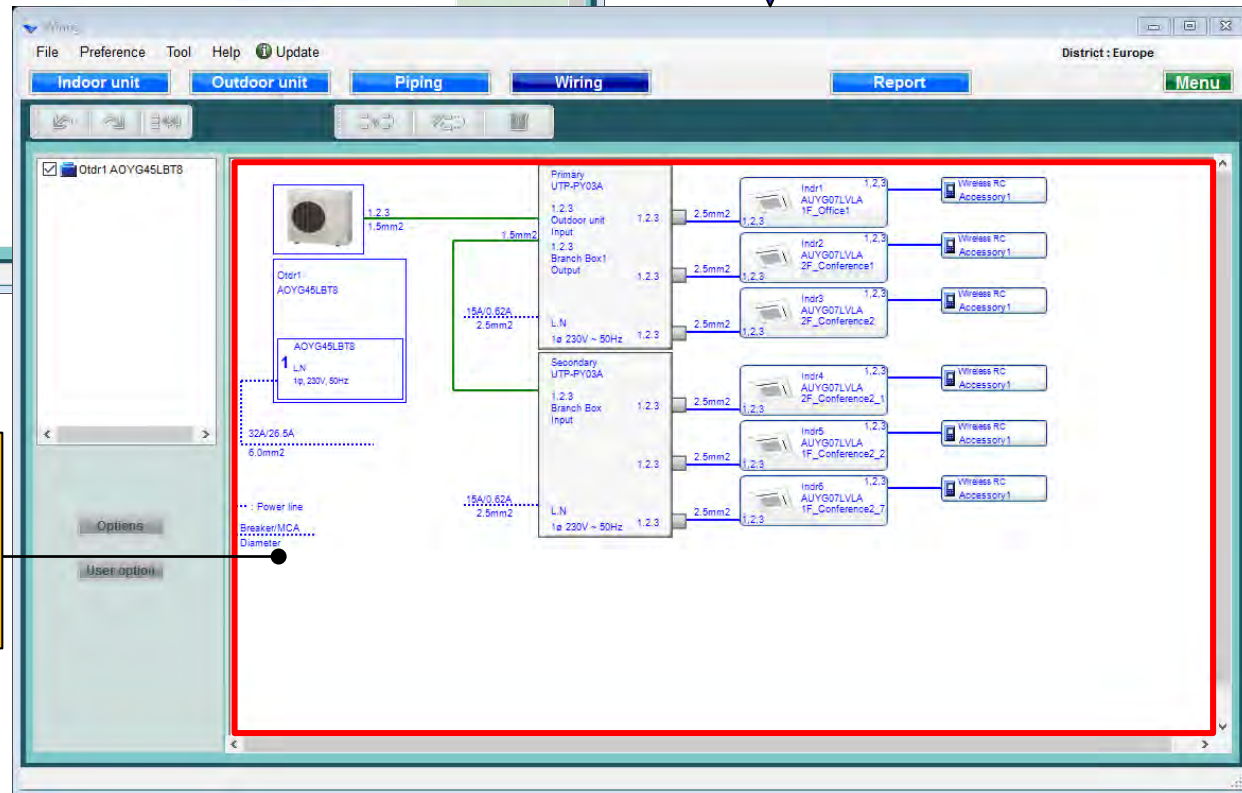 Wiring
File Preference Tool Help Update
District : Europe
Indoor unit Outdoor unit Piping Wiring Report Menu
Otdr1 AOYG45LBT8
Options
User option
1.2.3
1.5mm2
Otdr1
AOYG45LBT8
AOYG45LBT8
1 L.N
1φ, 230V, 50Hz
32A/26.5A
6.0mm2
: Power line
Breaker/MCA
Diameter
1.5mm2
15A/0.62A
2.5mm2
15A/0.62A
2.5mm2
Primary
UTP-PY03A
1.2.3
Outdoor unit
Input
1.2.3
Branch Box1
Output
L.N
1ø 230V ~ 50Hz
1.2.3
1.2.3
1.2.3
Secondary
UTP-PY03A
1.2.3
Branch Box
Input
L.N
1ø 230V ~ 50Hz
1.2.3
1.2.3
1.2.3
2.5mm2 1,2,3
Indr1 1,2,3
AUYG07LVLA
1F_Office1
Wireless RC
Accessory1
2.5mm2 1,2,3
Indr2 1,2,3
AUYG07LVLA
2F_Conference1
Wireless RC
Accessory1
2.5mm2 1,2,3
Indr3 1,2,3
AUYG07LVLA
2F_Conference2
Wireless RC
Accessory1
2.5mm2 1,2,3
Indr4 1,2,3
AUYG07LVLA
2F_Conference2_1
Wireless RC
Accessory1
2.5mm2 1,2,3
Indr5 1,2,3
AUYG07LVLA
1F_Conference2_2
Wireless RC
Accessory1
2.5mm2 1,2,3
Indr6 1,2,3
AUYG07LVLA
1F_Conference2_7
Wireless RC
Accessory1